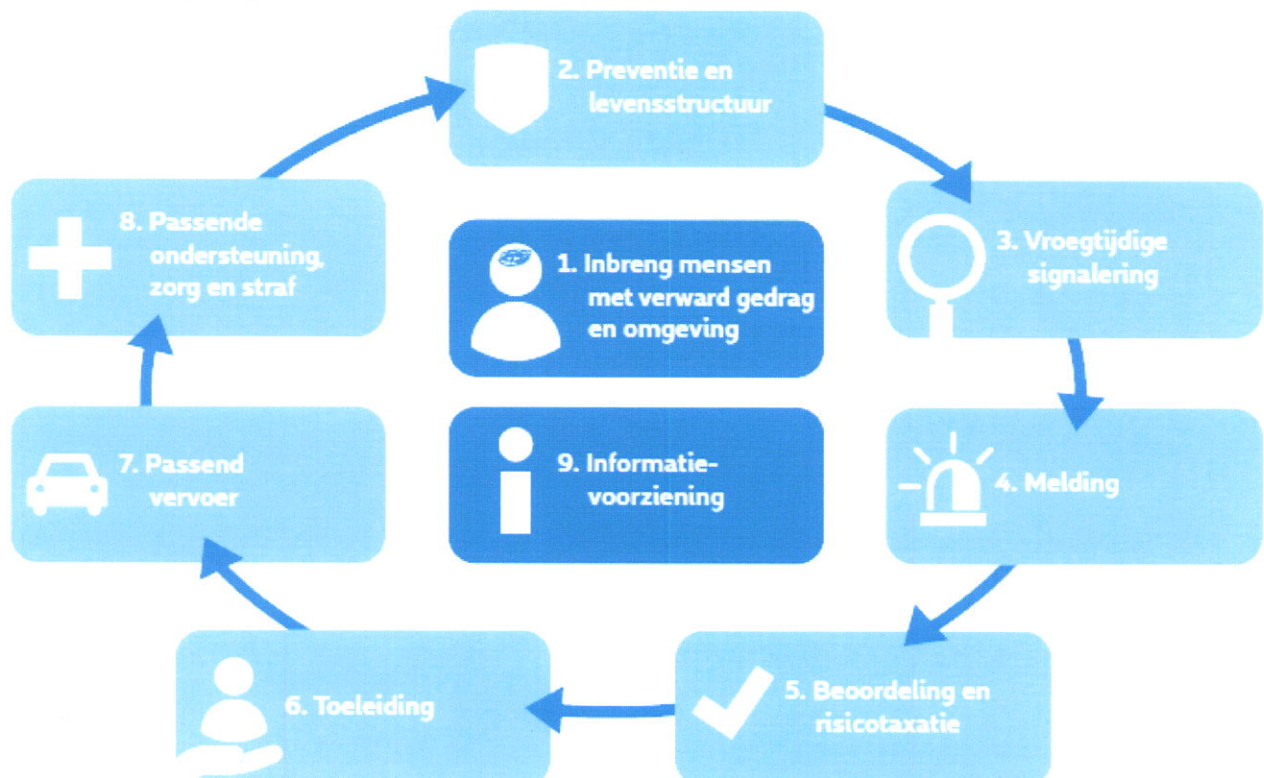 2. Preventie en
levensstructuur
8. Passende
ondersteuning,
zorg en straf
1. Inbreng mensen
met verward gedrag
en omgeving
3. Vroegtijdige
signalering
7. Passend
vervoer
9. Informatie-
voorziening
4. Melding
6. Toeleiding
5. Beoordeling en
risicotaxatie